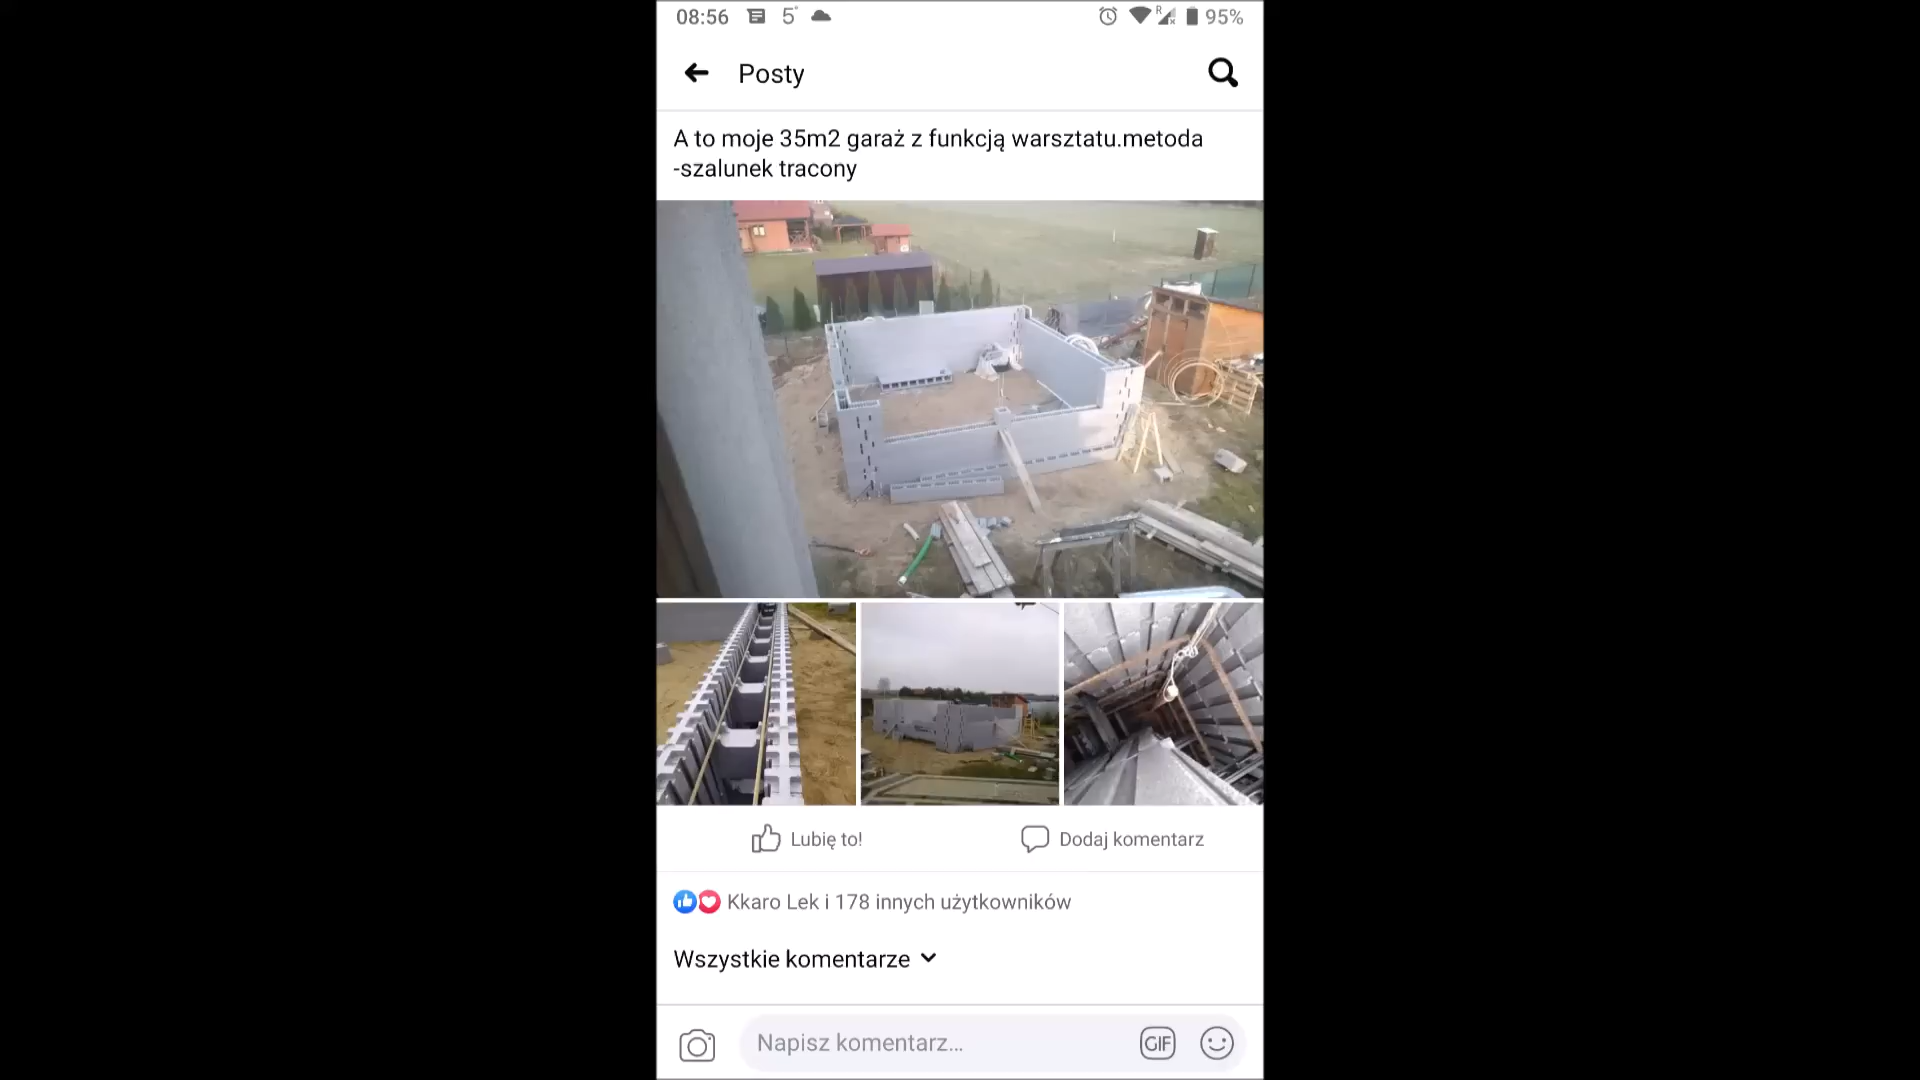 08:56 5° 95%
Posty
A to moje 35m2 garaż z funkcją warsztatu.metoda
-szalunek tracony
Lubię to! Dodaj komentarz
Kkaro Lek i 178 innych użytkowników
Wszystkie komentarze
Napisz komentarz... GIF